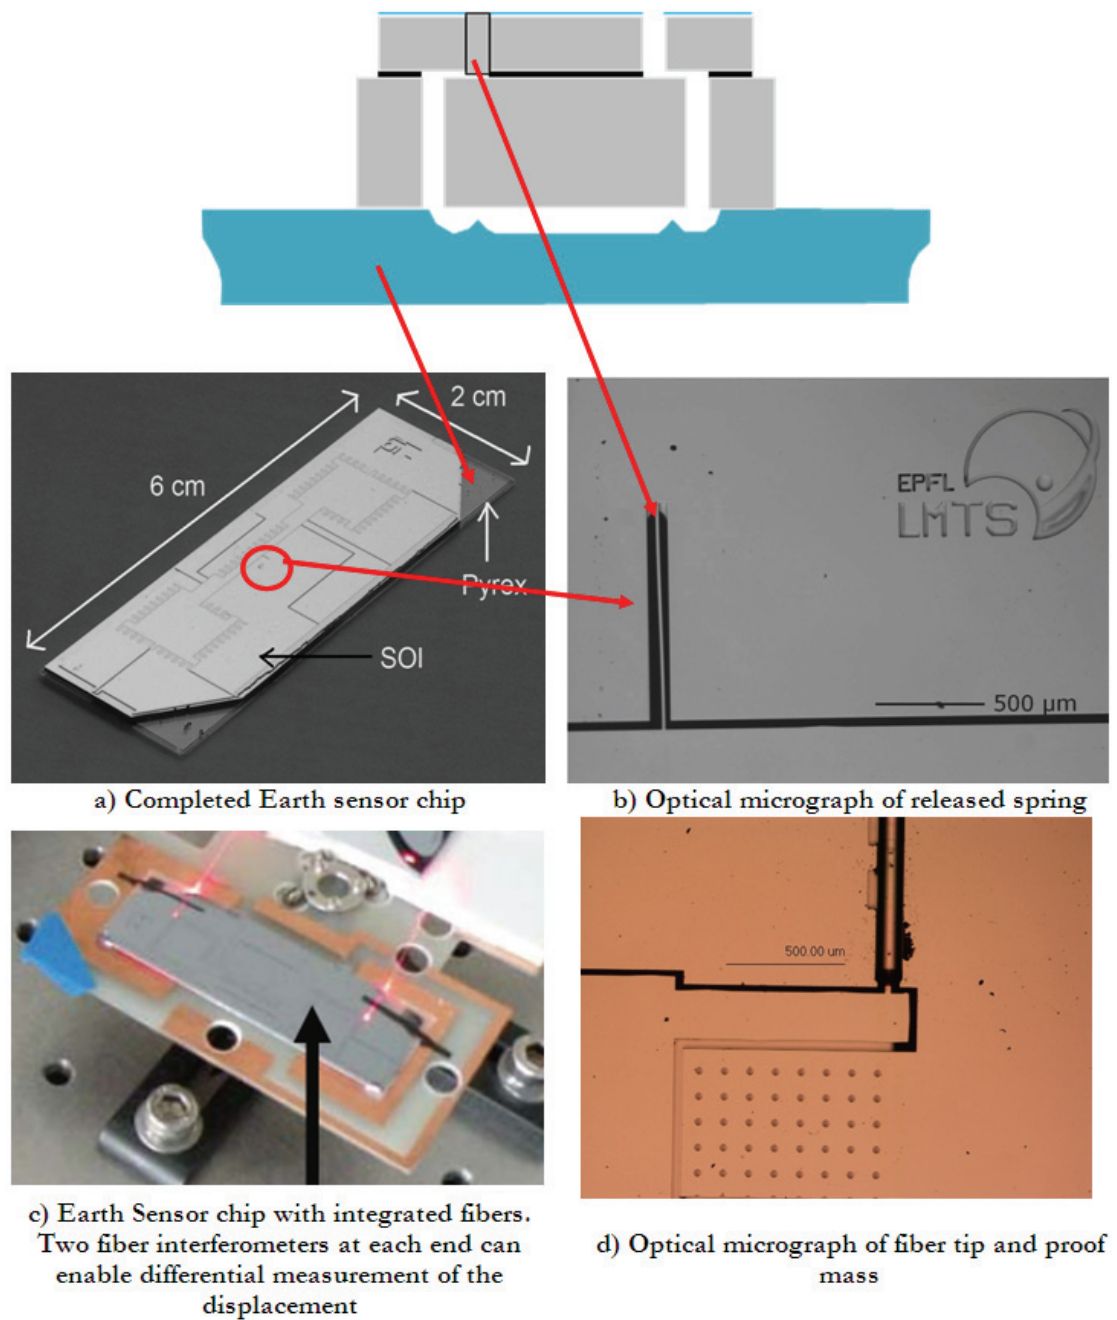 2 cm
6 cm
Pyrex
SOI
EPFL
LMTS
500 µm
a) Completed Earth sensor chip
b) Optical micrograph of released spring
500.00 um
c) Earth Sensor chip with integrated fibers.
Two fiber interferometers at each end can
enable differential measurement of the
displacement
d) Optical micrograph of fiber tip and proof
mass